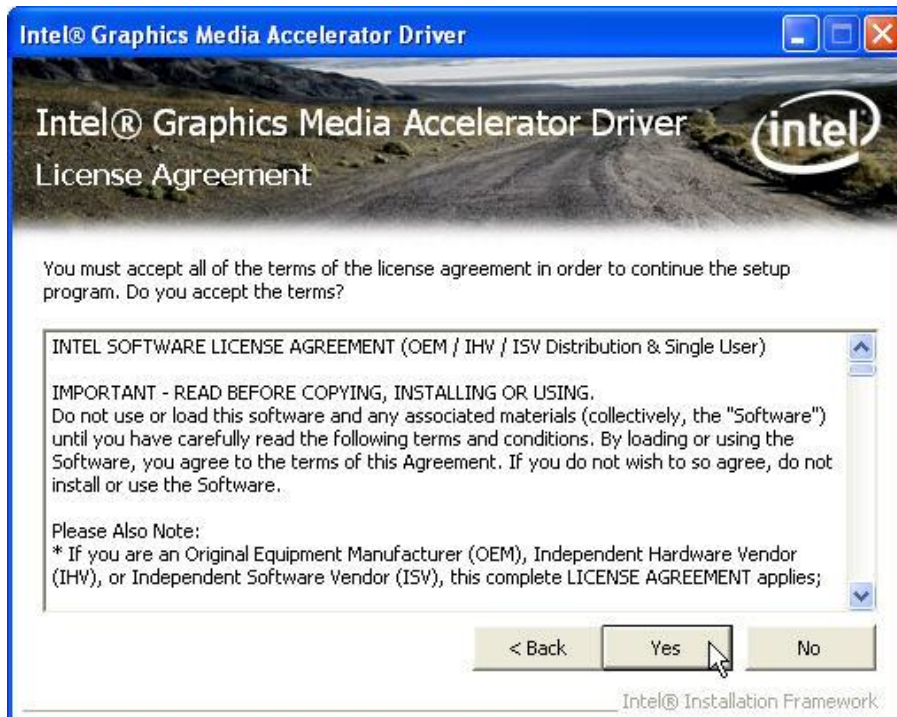 Intel® Graphics Media Accelerator Driver
Intel® Graphics Media Accelerator Driver
intel
License Agreement
You must accept all of the terms of the license agreement in order to continue the setup
program. Do you accept the terms?
INTEL SOFTWARE LICENSE AGREEMENT (OEM / IHV / ISV Distribution & Single User)
IMPORTANT - READ BEFORE COPYING, INSTALLING OR USING.
Do not use or load this software and any associated materials (collectively, the "Software")
until you have carefully read the following terms and conditions. By loading or using the
Software, you agree to the terms of this Agreement. If you do not wish to so agree, do not
install or use the Software.
Please Also Note:
* If you are an Original Equipment Manufacturer (OEM), Independent Hardware Vendor
(IHV), or Independent Software Vendor (ISV), this complete LICENSE AGREEMENT applies;
< Back Yes No
Intel® Installation Framework